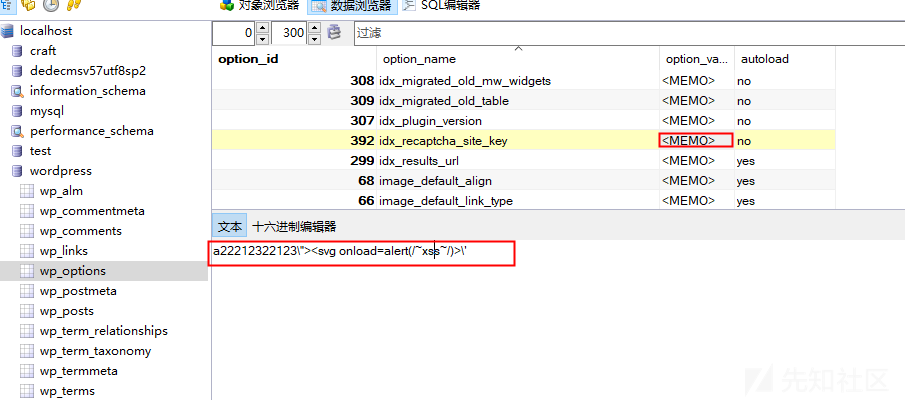 对象浏览器 数据浏览器 SQL编辑器
localhost
craft
dedecmsv57utf8sp2
information_schema
mysql
performance_schema
test
wordpress
wp_alm
wp_commentmeta
wp_comments
wp_links
wp_options
wp_postmeta
wp_posts
wp_term_relationships
wp_term_taxonomy
wp_termmeta
wp_terms
0 300 过滤
option_id option_name option_va... autoload
308 idx_migrated_old_mw_widgets <MEMO> no
309 idx_migrated_old_table <MEMO> no
307 idx_plugin_version <MEMO> no
392 idx_recaptcha_site_key <MEMO> no
299 idx_results_url <MEMO> yes
68 image_default_align <MEMO> yes
66 image_default_link_type <MEMO> yes
文本 十六进制编辑器
a22212322123\"><svg onload=alert(/~xss~/)>\'
先知社区